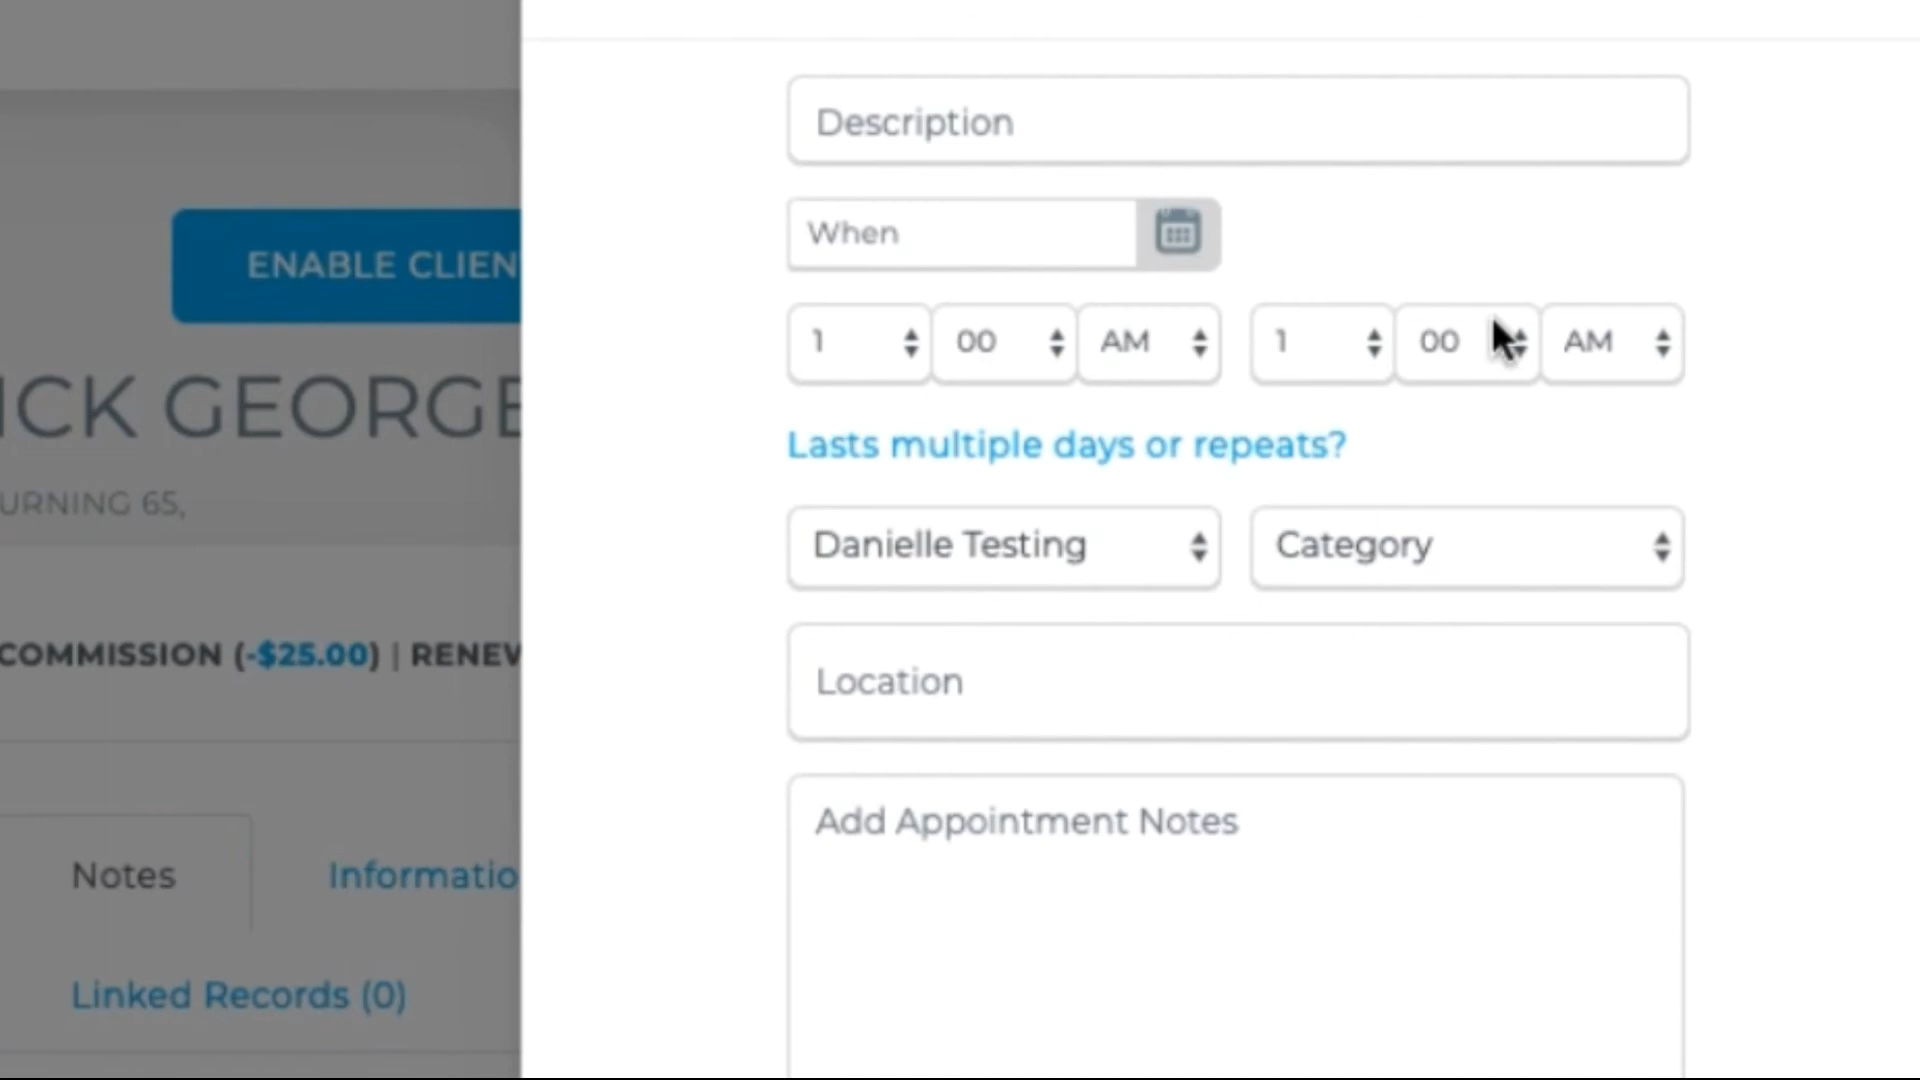 Description
When
1 00 AM 1 00 AM
Lasts multiple days or repeats?
Danielle Testing Category
Location
Add Appointment Notes
ENABLE CLIEN
ICK GEORGE
URNING 65,
COMMISSION (-$25.00) | RENEW
Notes Informatio
Linked Records (0)